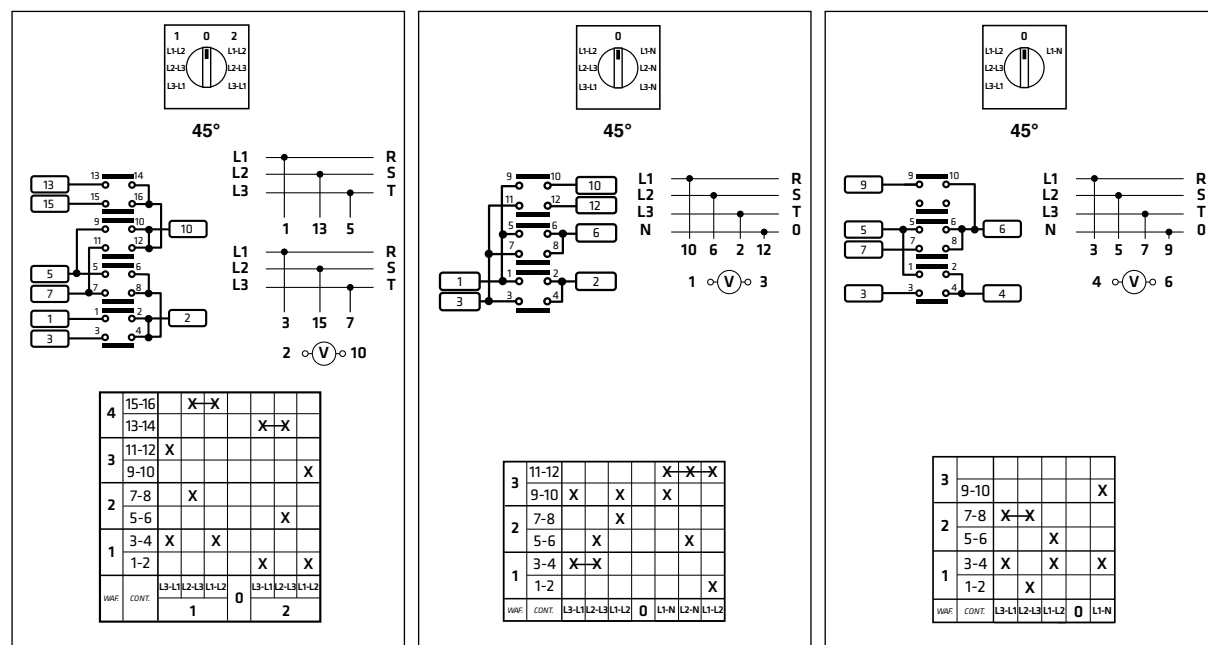 1 0 2
L1-L2 L1-L2
L2-L3 L2-L3
L3-L1 L3-L1
45°
L1 R
L2 S
L3 T
1 13 5
L1 R
L2 S
L3 T
3 15 7
2 V 10
13 13 14
15 15 16
9 10 10
11 12
5 5 6
7 7 8
1 1 2 2
3 3 4
4 15-16 X X
13-14 X X
3 11-12 X
9-10 X
2 7-8 X
5-6 X
1 3-4 X X
1-2 X X
WAF. CONT. L3-L1 L2-L3 L1-L2 0 L3-L1 L2-L3 L1-L2
1 2
0
L1-L2 L1-N
L2-L3 L2-N
L3-L1 L3-N
45°
9 10 10
11 12 12
5 6 6
7 8
1 1 2 2
3 3 4
L1 R
L2 S
L3 T
N 0
10 6 2 12
1 V 3
3 11-12 X X X
9-10 X X X
2 7-8 X
5-6 X X
1 3-4 X X
1-2 X
WAF. CONT. L3-L1 L2-L3 L1-L2 0 L1-N L2-N L1-L2
0
L1-L2 L1-N
L2-L3
L3-L1
45°
9 9 10
5 5 6 6
7 7 8
1 2
3 3 4 4
L1 R
L2 S
L3 T
N 0
3 5 7 9
4 V 6
3
9-10 X
2 7-8 X X
5-6 X
1 3-4 X X X
1-2 X
WAF. CONT. L3-L1 L2-L3 L1-L2 0 L1-N